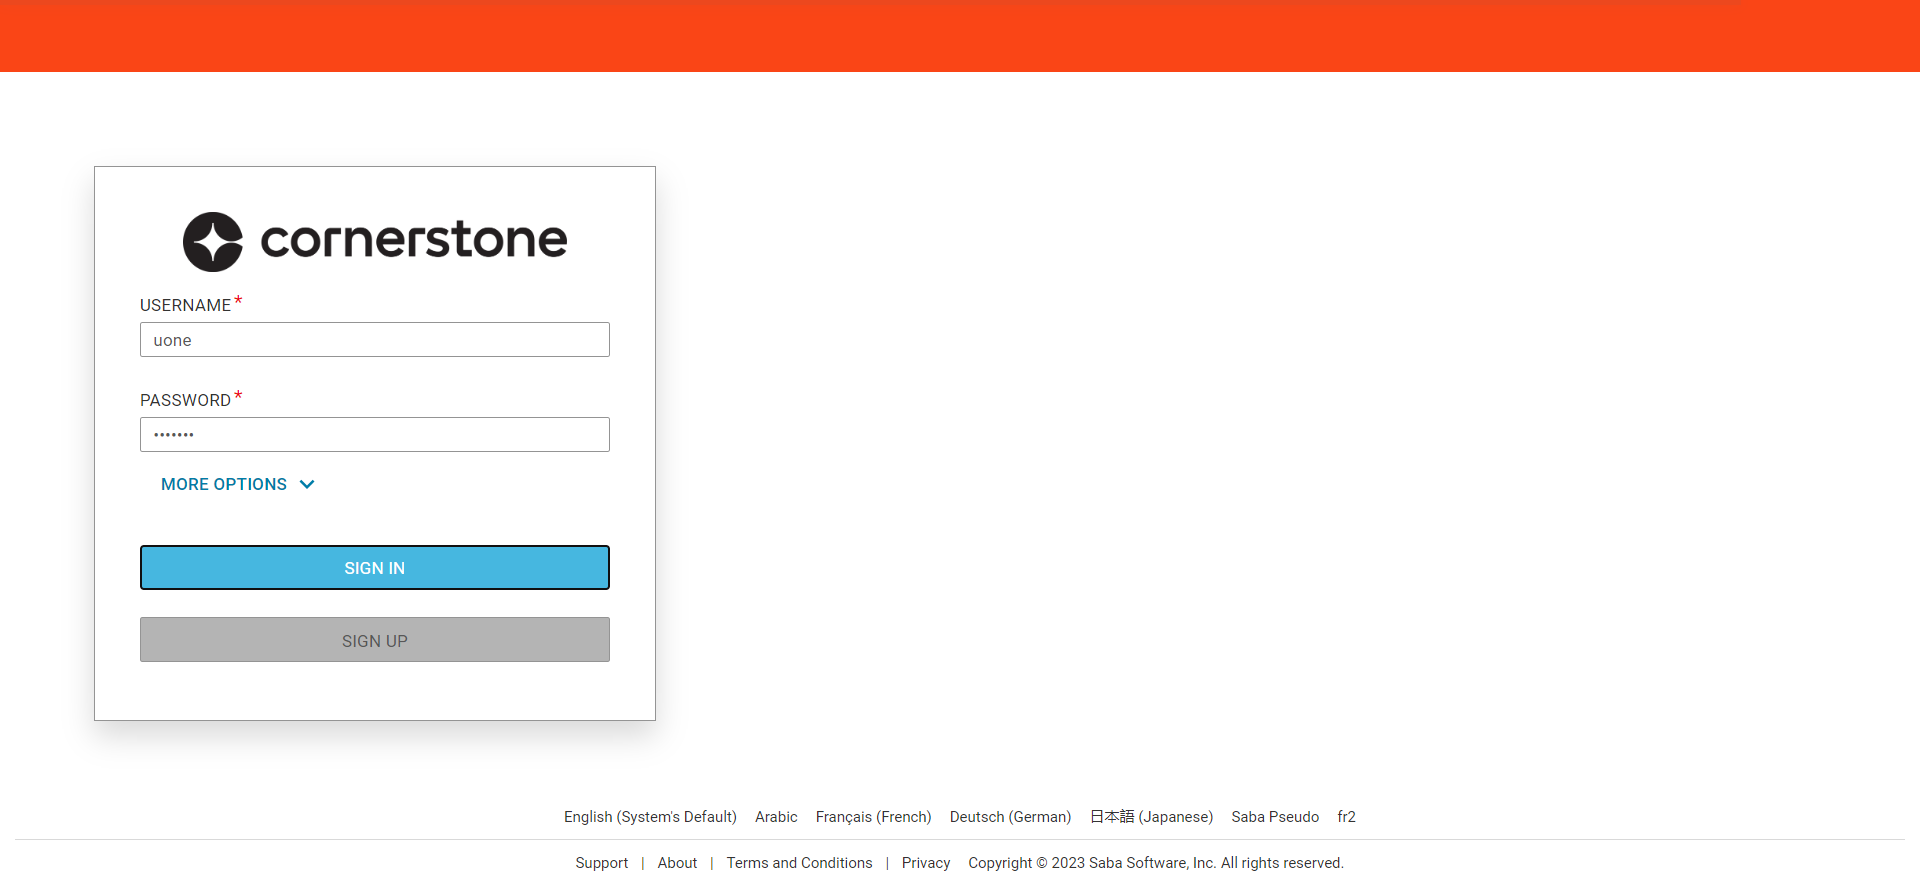 cornerstone
USERNAME*
uone
PASSWORD*
•••••••
MORE OPTIONS
SIGN IN
SIGN UP
English (System's Default) Arabic Français (French) Deutsch (German) 日本語 (Japanese) Saba Pseudo fr2
Support | About | Terms and Conditions | Privacy Copyright © 2023 Saba Software, Inc. All rights reserved.